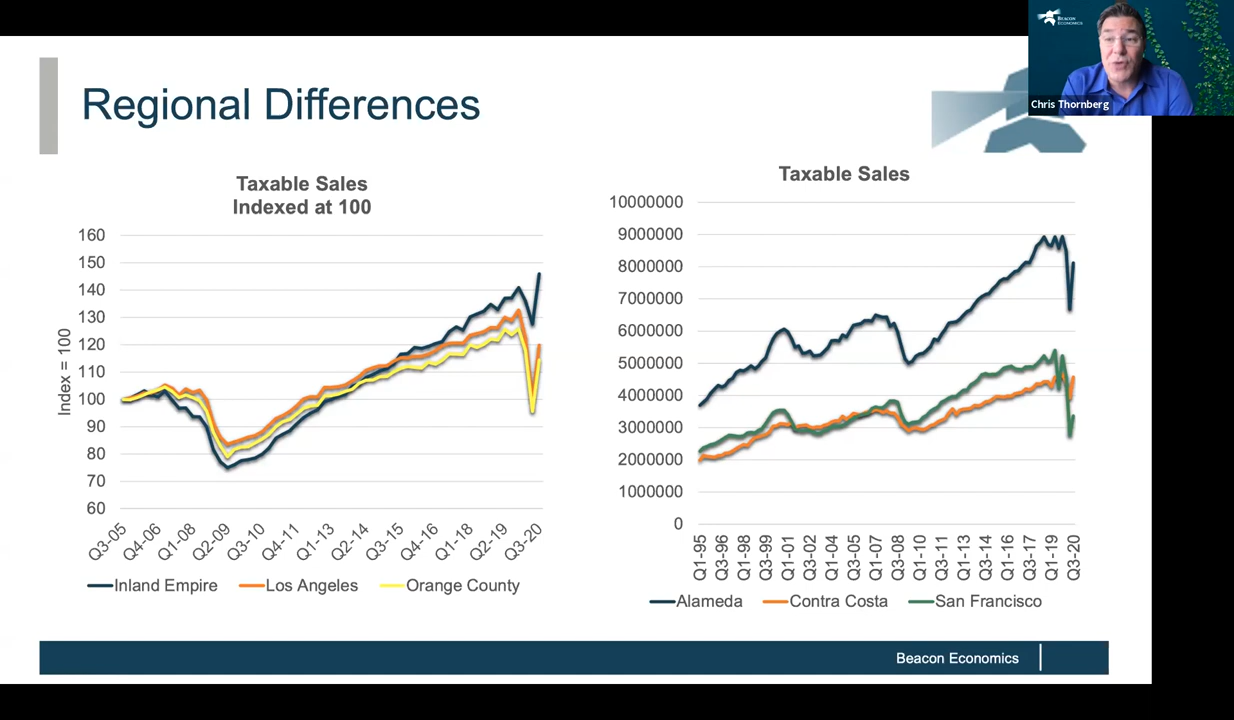 BEACON
ECONOMICS
Chris Thornberg
Regional Differences
Taxable Sales
Indexed at 100
160
150
140
130
120
110
100
90
80
70
60
Index = 100
Q3-05
Q4-06
Q1-08
Q2-09
Q3-10
Q4-11
Q1-13
Q2-14
Q3-15
Q4-16
Q1-18
Q2-19
Q3-20
Inland Empire
Los Angeles
Orange County
Taxable Sales
10000000
9000000
8000000
7000000
6000000
5000000
4000000
3000000
2000000
1000000
0
Q1-95
Q3-96
Q1-98
Q3-99
Q1-01
Q3-02
Q1-04
Q3-05
Q1-07
Q3-08
Q1-10
Q3-11
Q1-13
Q3-14
Q1-16
Q3-17
Q1-19
Q3-20
Alameda
Contra Costa
San Francisco
Beacon Economics